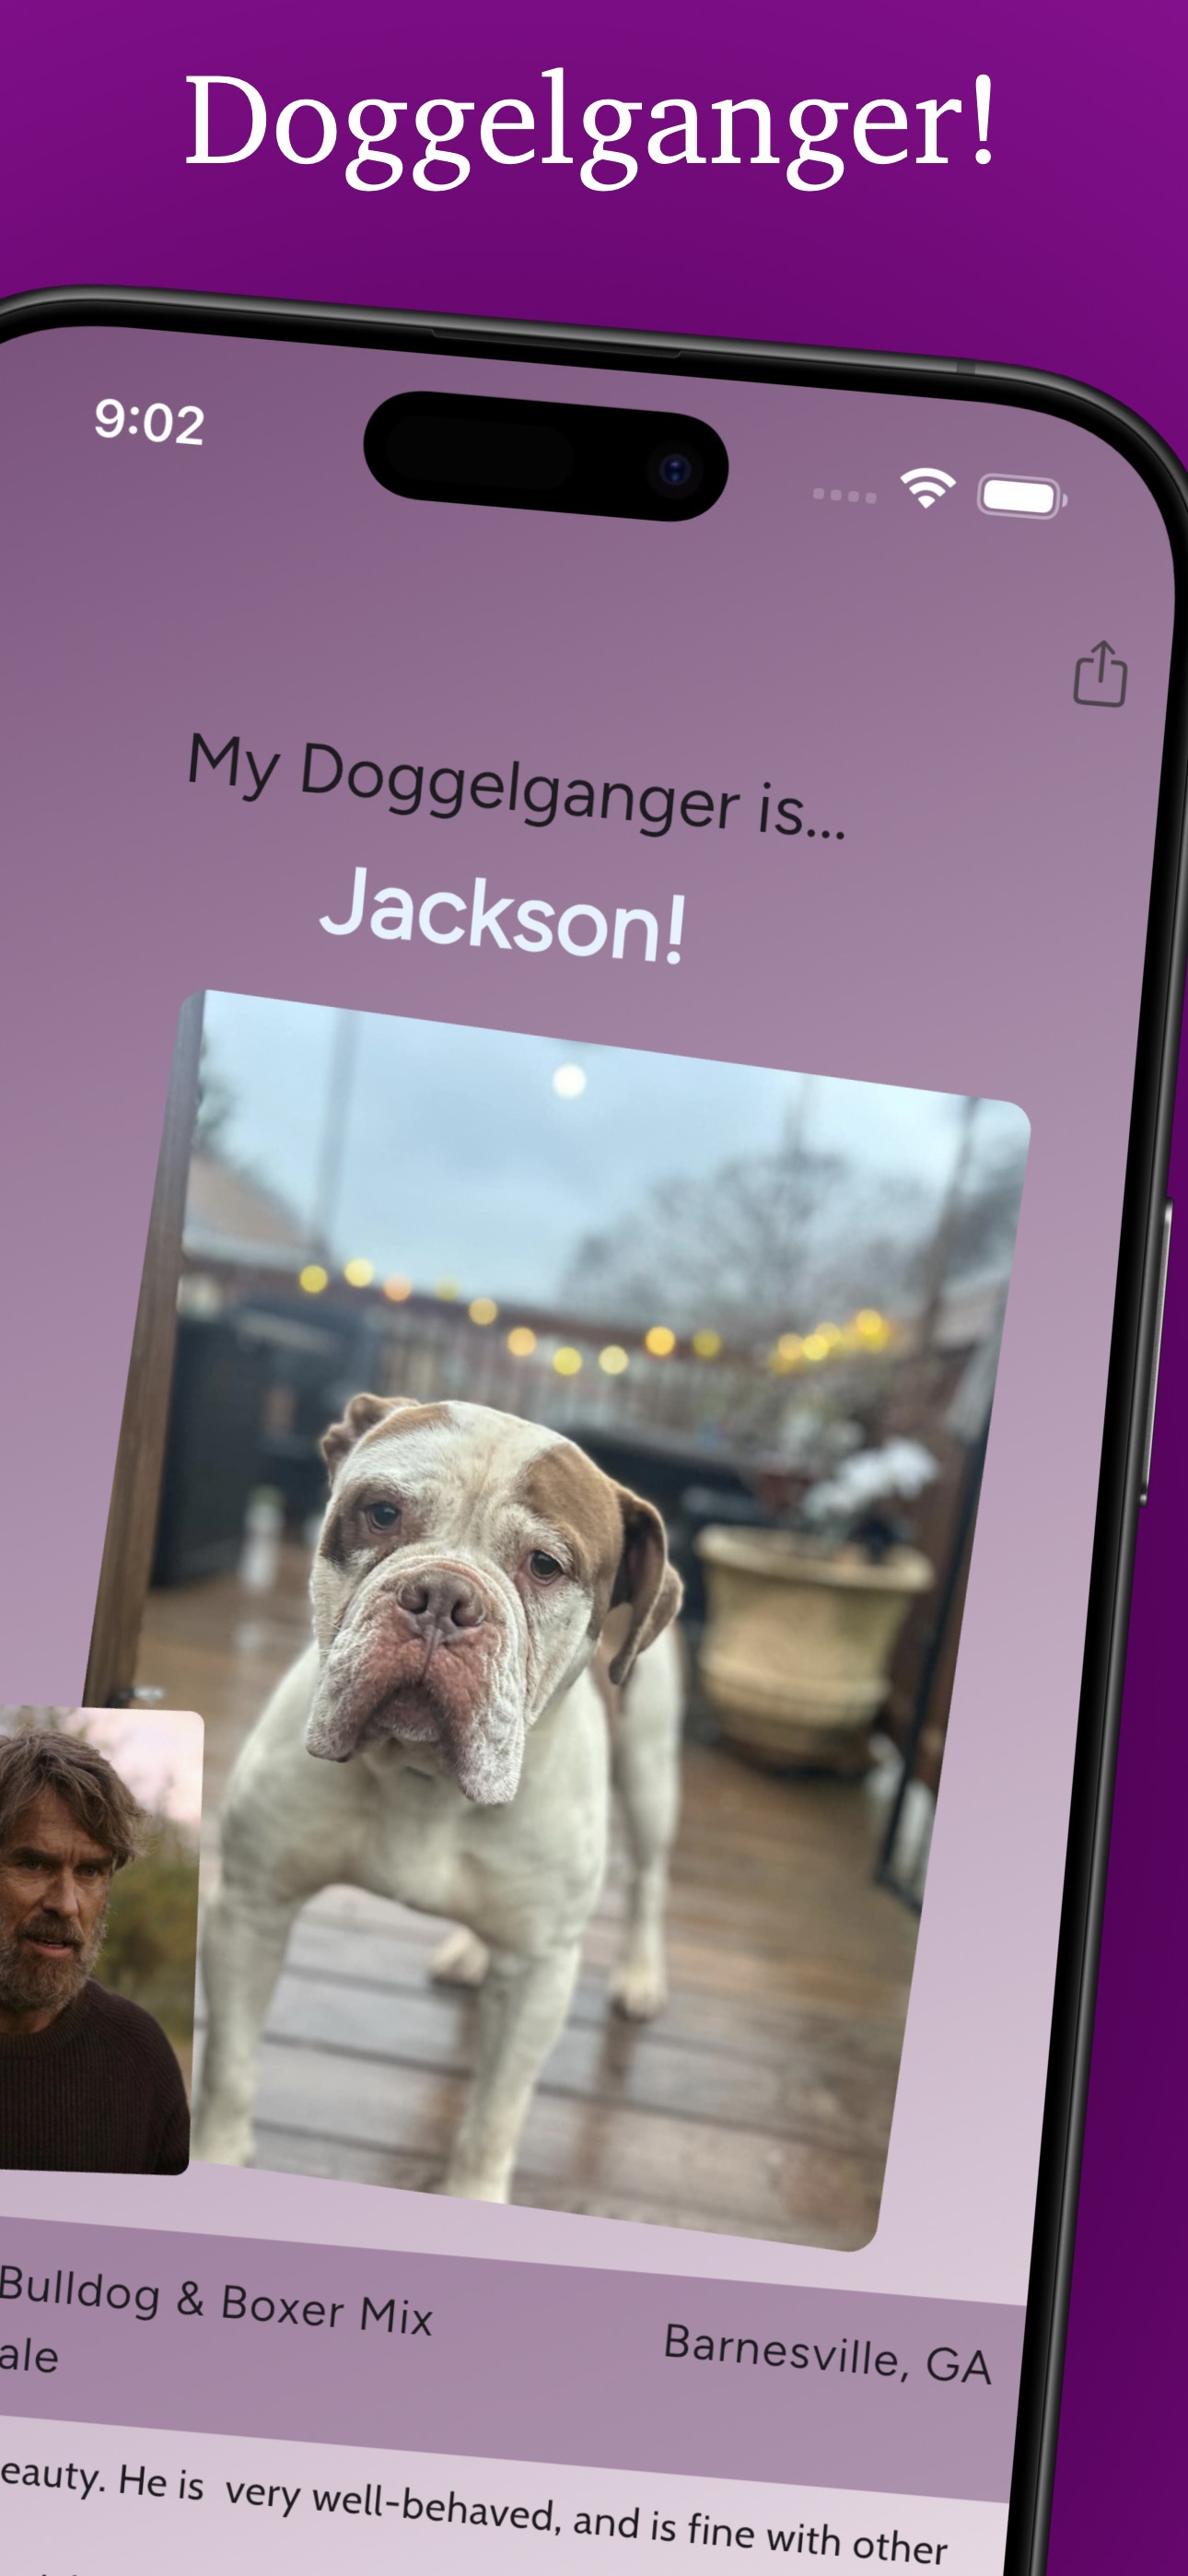 Doggelganger!
9:02
My Doggelganger is...
Jackson!
Bulldog & Boxer Mix
Barnesville, GA
ale
eauty. He is very well-behaved, and is fine with other